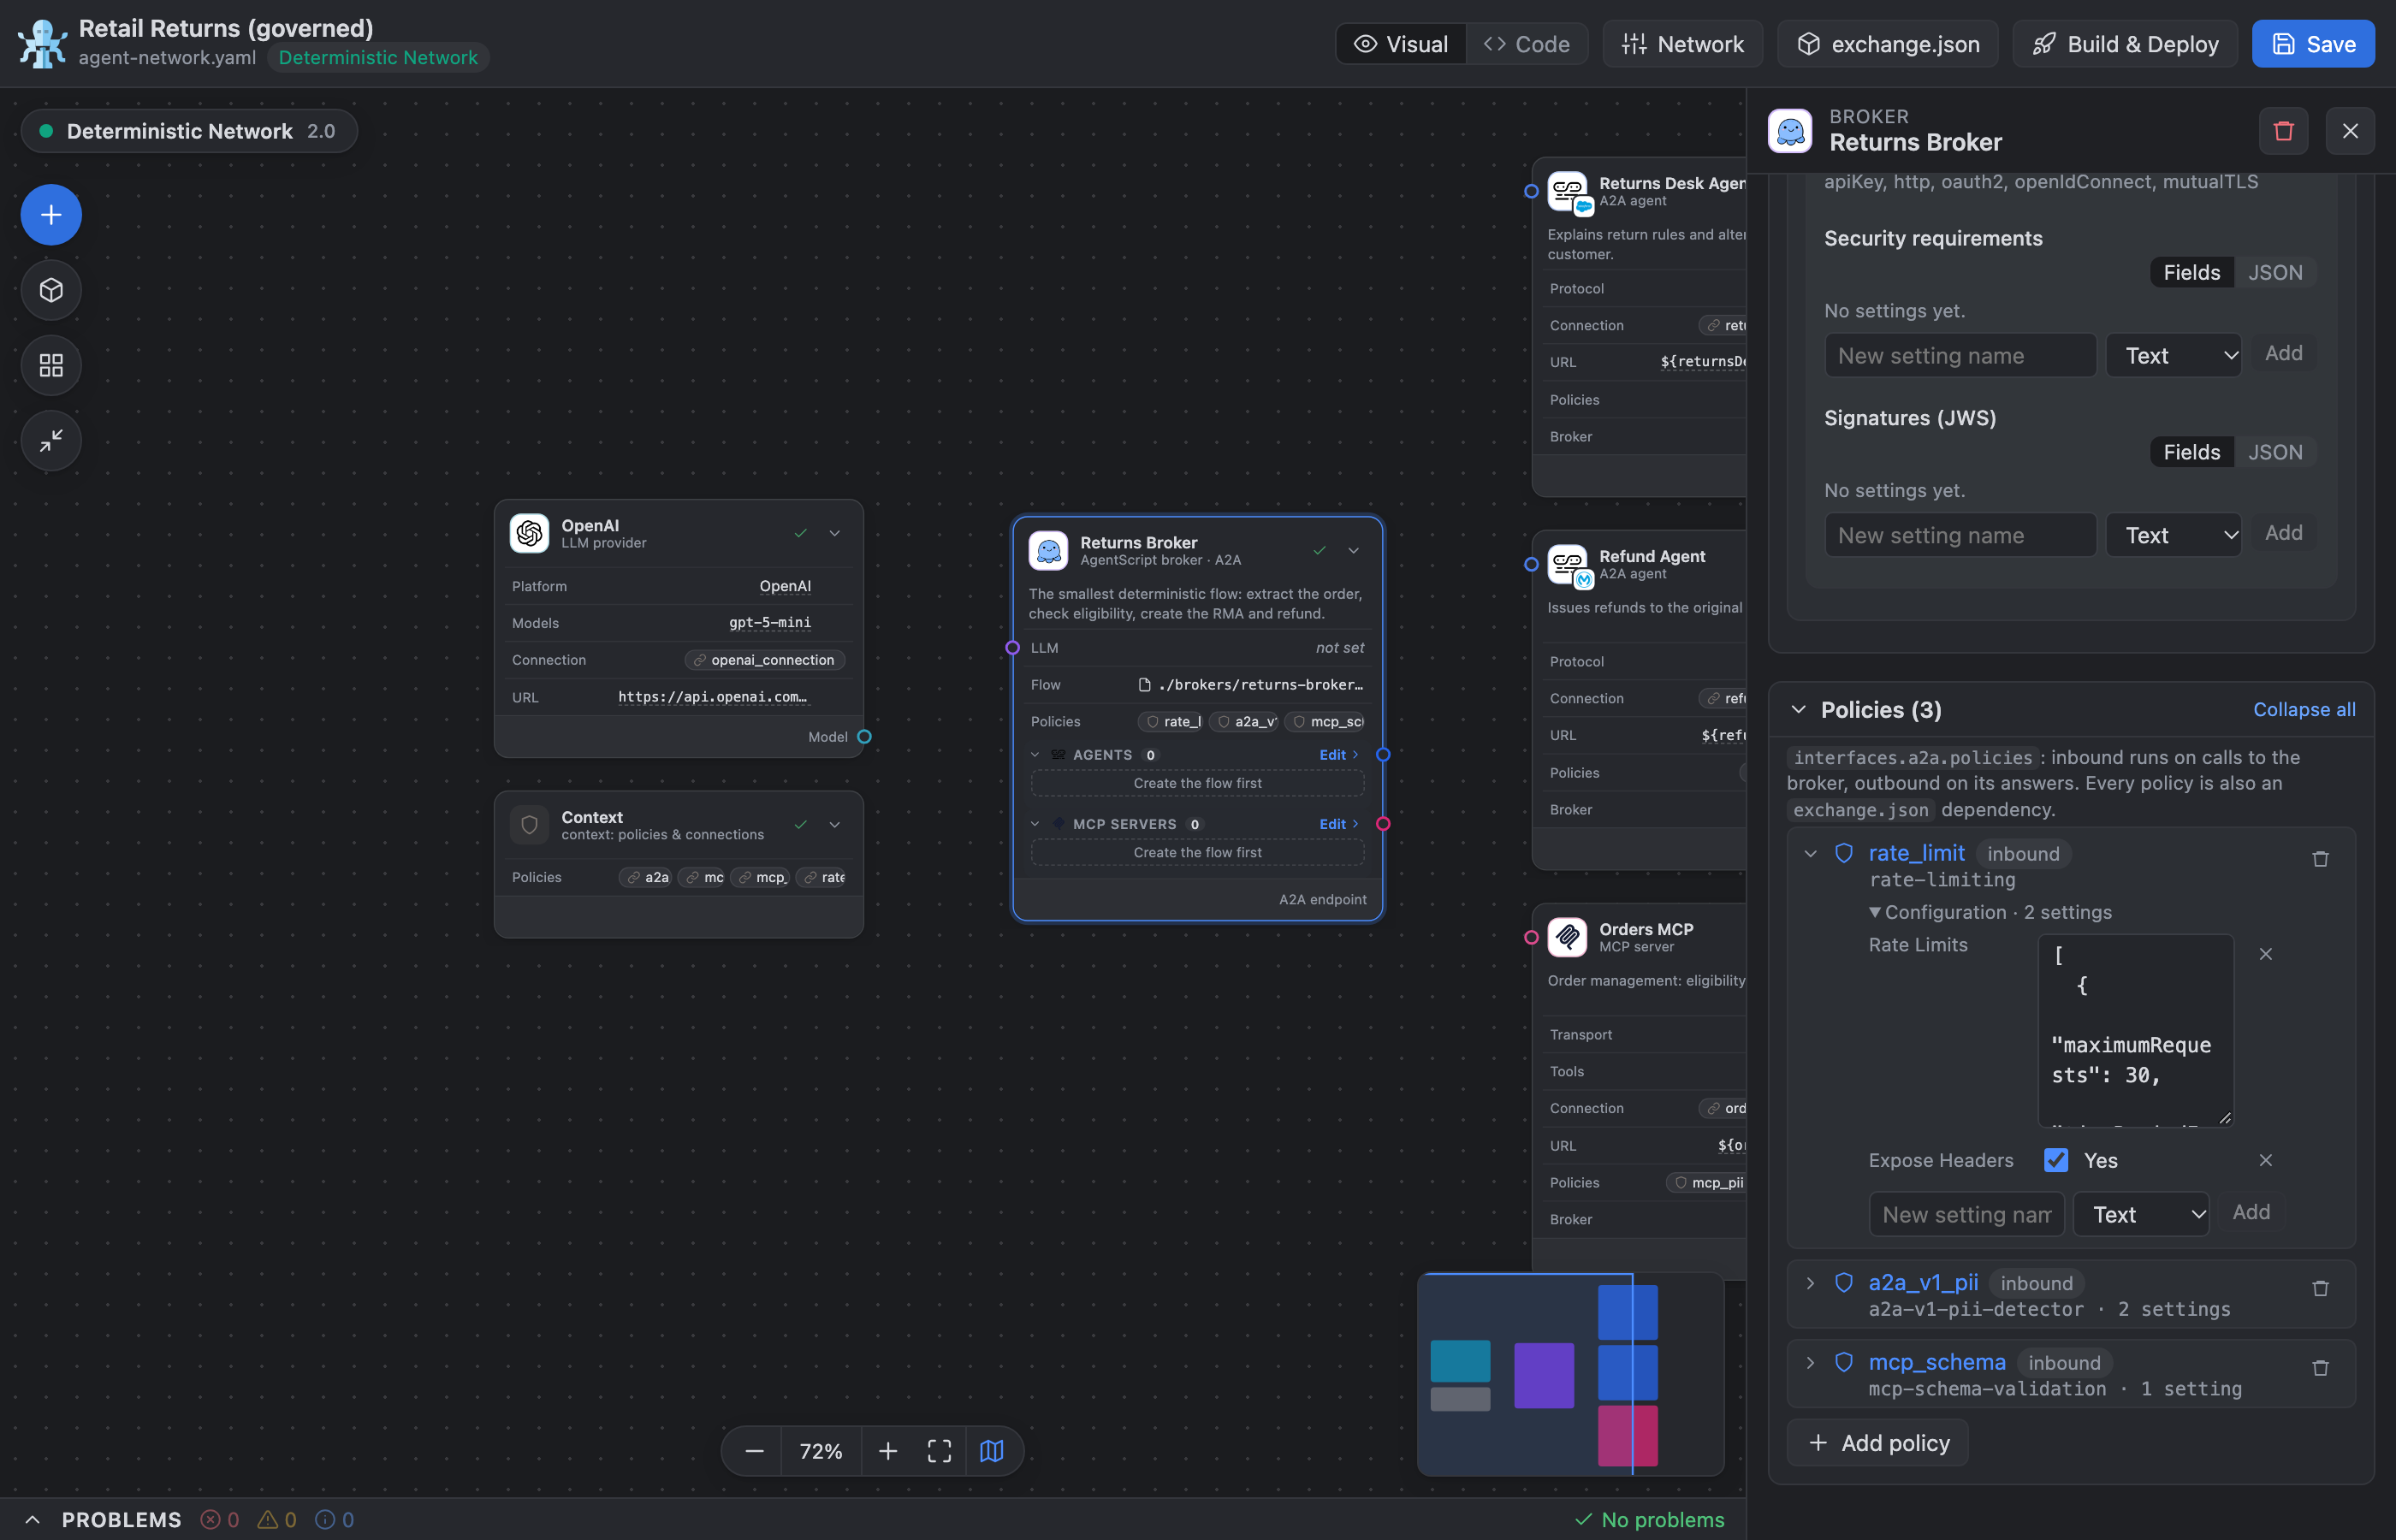 Retail Returns (governed)
agent-network.yaml
Deterministic Network
Visual
Code
Network
exchange.json
Build & Deploy
Save
Deterministic Network 2.0
OpenAI
LLM provider
Platform
OpenAI
Models
gpt-5-mini
Connection
openai_connection
URL
https://api.openai.com…
Model
Context
context: policies & connections
Policies
a2a
mc
mcp_
rate
Returns Broker
AgentScript broker · A2A
The smallest deterministic flow: extract the order,
check eligibility, create the RMA and refund.
LLM
not set
Flow
./brokers/returns-broker…
Policies
rate_l
a2a_v1
mcp_scl
AGENTS 0
Edit
Create the flow first
MCP SERVERS 0
Edit
Create the flow first
A2A endpoint
Returns Desk Agen
A2A agent
Explains return rules and alter
customer.
Protocol
Connection
retu
URL
${returnsDe
Policies
Broker
Refund Agent
A2A agent
Issues refunds to the original
Protocol
Connection
refu
URL
${refu
Policies
Broker
Orders MCP
MCP server
Order management: eligibility
Transport
Tools
Connection
ord
URL
${or
Policies
mcp_pii
Broker
72%
PROBLEMS
0
0
0
No problems
BROKER
Returns Broker
apiKey, http, oauth2, openIdConnect, mutualTLS
Security requirements
Fields
JSON
No settings yet.
New setting name
Text
Add
Signatures (JWS)
Fields
JSON
No settings yet.
New setting name
Text
Add
Policies (3)
Collapse all
interfaces.a2a.policies: inbound runs on calls to the
broker, outbound on its answers. Every policy is also an
exchange.json dependency.
rate_limit
inbound
rate-limiting
Configuration · 2 settings
Rate Limits
[
{
"maximumReque
sts": 30,
Expose Headers
Yes
New setting nam
Text
Add
a2a_v1_pii
inbound
a2a-v1-pii-detector · 2 settings
mcp_schema
inbound
mcp-schema-validation · 1 setting
Add policy